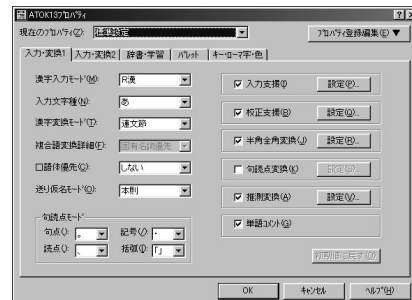 ATOK13ﾌﾟﾛﾊﾟﾃｨ
現在のﾌﾟﾛﾊﾟﾃｨ(Z): 標準設定 ﾌﾟﾛﾊﾟﾃｨ登録編集(E) ▼
入力・変換1 入力・変換2 辞書・学習 ﾊﾟﾚｯﾄ キー･ローマ字･色
漢字入力ﾓｰﾄﾞ(M): R漢
入力文字種(N): あ
漢字変換ﾓｰﾄﾞ(T): 連文節
複合語変換詳細(F): 固有名詞優先
口語体優先(C): しない
送り仮名ﾓｰﾄﾞ(O): 本則
句読点ﾓｰﾄﾞ
句点(): 。 記号(/): ・
読点(): 、 括弧(): 「」
入力支援(I) 設定(P)...
校正支援(B) 設定(Q)...
半角全角変換(J) 設定(R)...
句読点変換(K)
推測変換(A) 設定(V)...
単語ｺﾒﾝﾄ(G)
初期値に戻す(D)
OK ｷｬﾝｾﾙ ﾍﾙﾌﾟ(H)